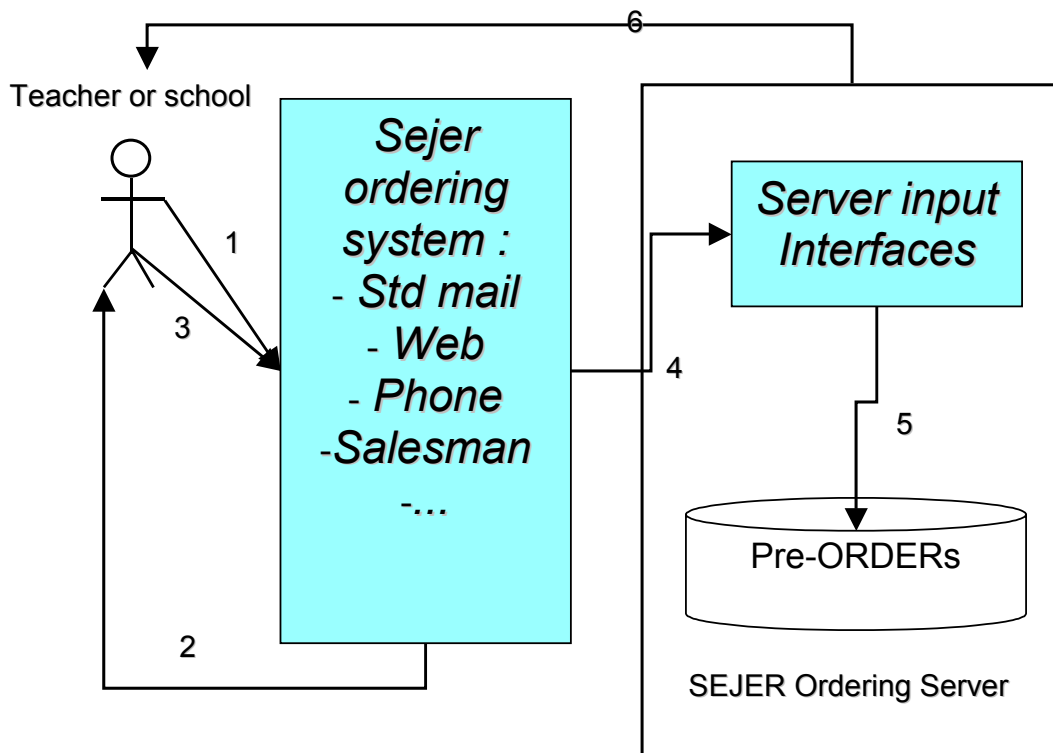 6
Teacher or school
Sejer
ordering
system :
- Std mail
- Web
- Phone
-Salesman
-...
Server input
Interfaces
1
3
4
5
Pre-ORDERs
2
SEJER Ordering Server